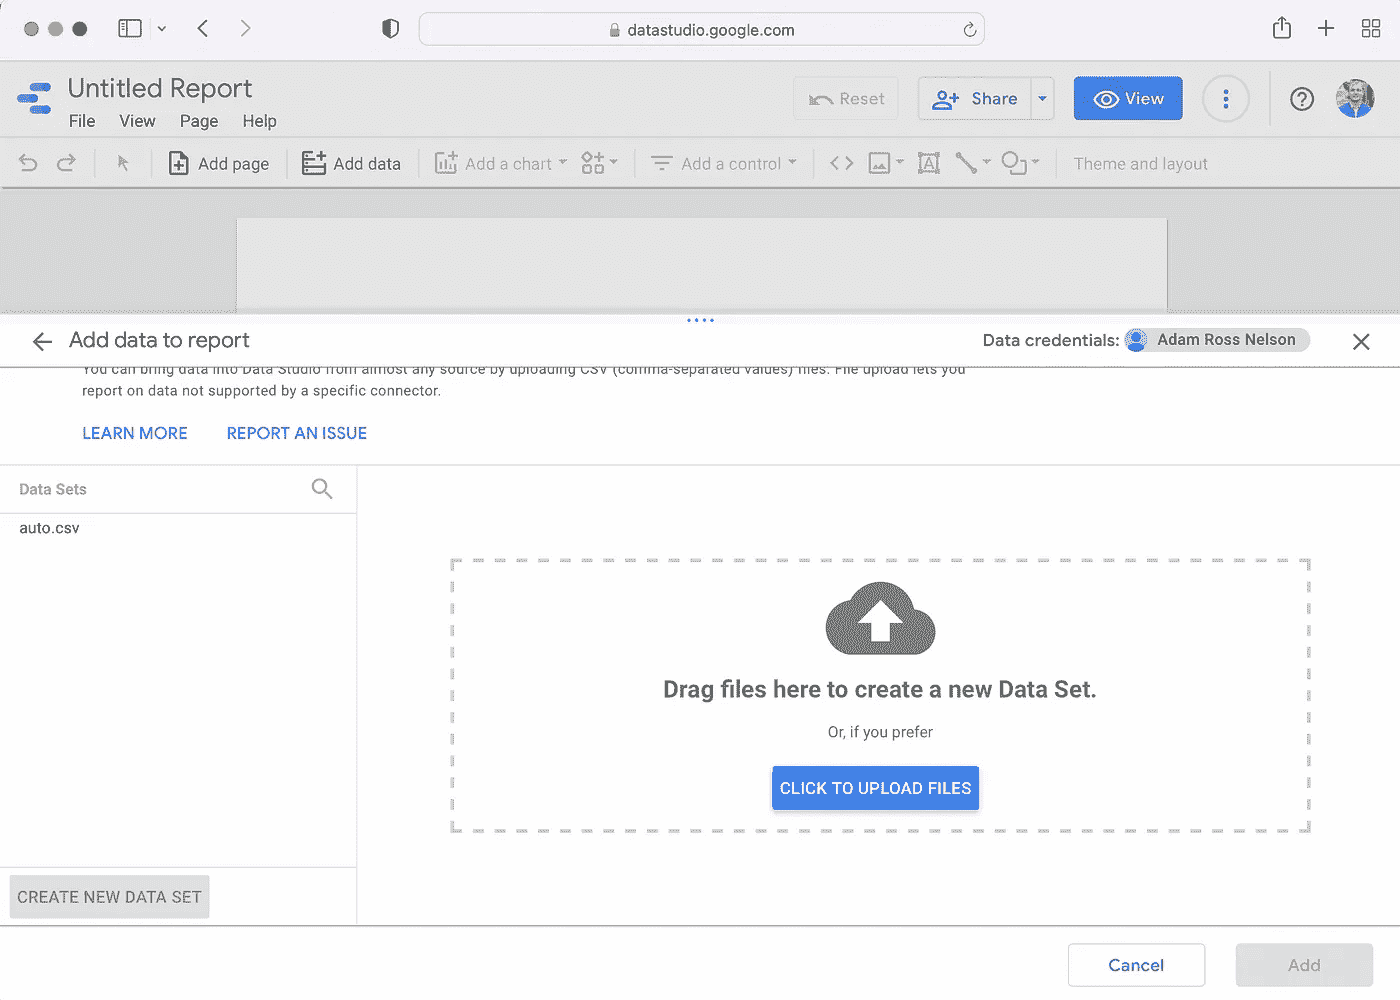 datastudio.google.com
Untitled Report
File View Page Help
Reset
Share
View
Add page
Add data
Add a chart
Add a control
Theme and layout
Add data to report
Data credentials: Adam Ross Nelson
You can bring data into Data Studio from almost any source by uploading CSV (comma-separated values) files. File upload lets you
report on data not supported by a specific connector.
LEARN MORE REPORT AN ISSUE
Data Sets
auto.csv
Drag files here to create a new Data Set.
Or, if you prefer
CLICK TO UPLOAD FILES
CREATE NEW DATA SET
Cancel
Add